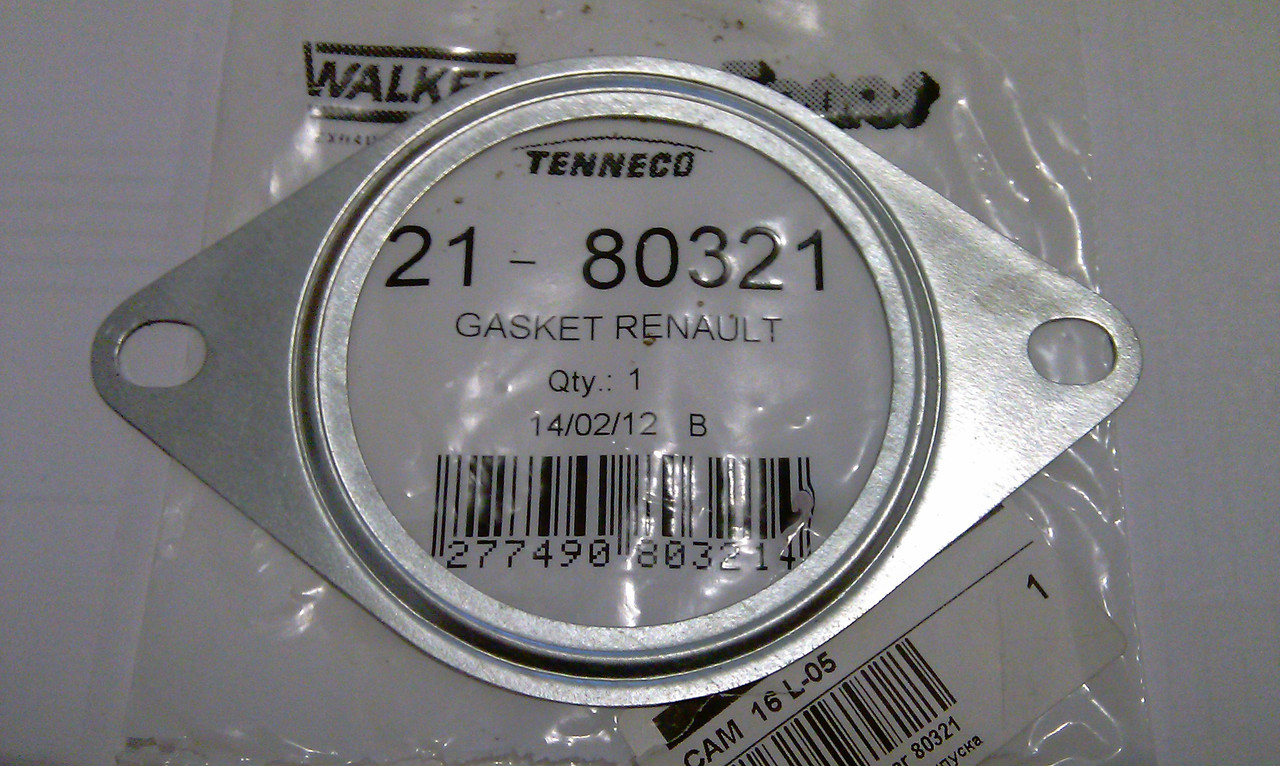 WALKER
TENNECO
21 - 80321
GASKET RENAULT
Qty.: 1
14/02/12 B
277490 803214
1
CAM 16 L-05
80321